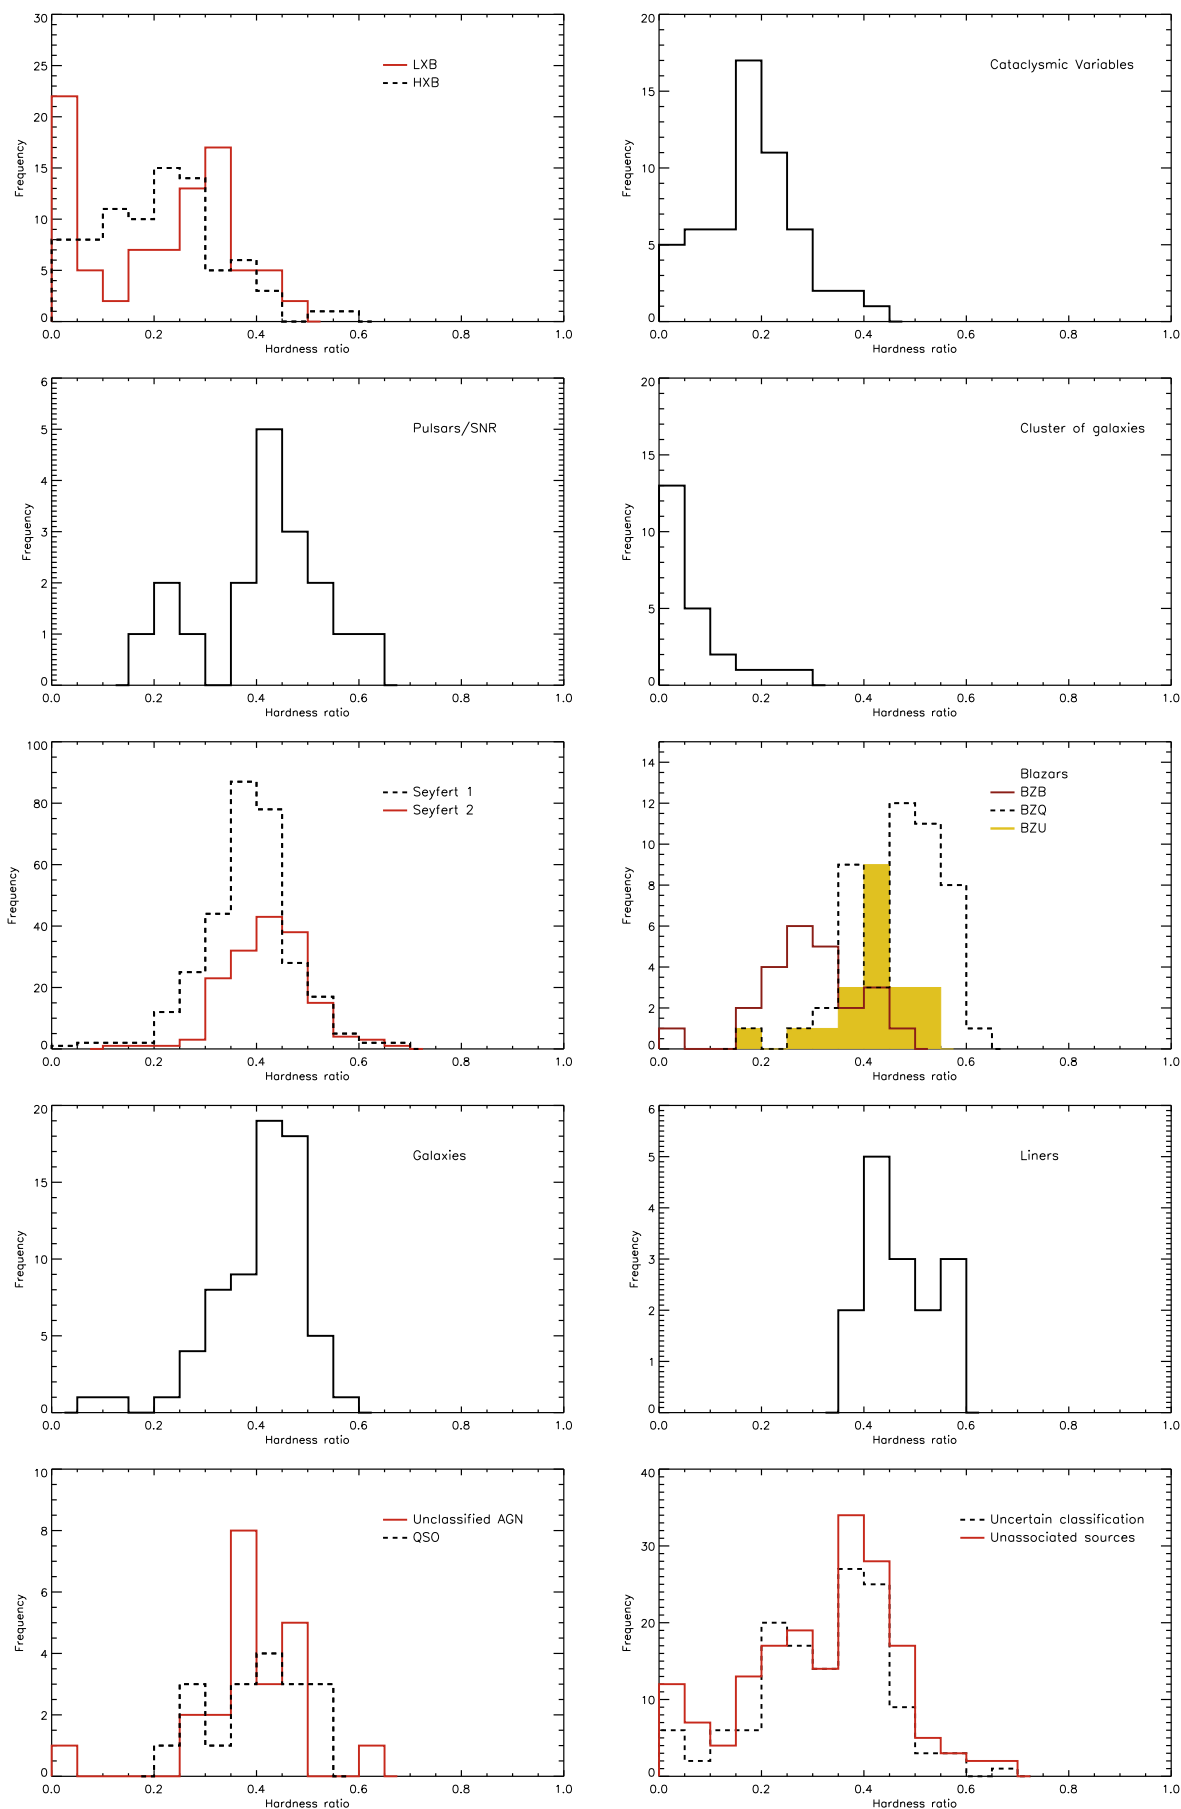 30
25
20
15
10
5
0
Frequency
LXB
HXB
0.0 0.2 0.4 0.6 0.8 1.0
Hardness ratio
20
15
10
5
0
Frequency
Cataclysmic Variables
0.0 0.2 0.4 0.6 0.8 1.0
Hardness ratio
6
5
4
3
2
1
0
Frequency
Pulsars/SNR
0.0 0.2 0.4 0.6 0.8 1.0
Hardness ratio
20
15
10
5
0
Frequency
Cluster of galaxies
0.0 0.2 0.4 0.6 0.8 1.0
Hardness ratio
100
80
60
40
20
0
Frequency
Seyfert 1
Seyfert 2
0.0 0.2 0.4 0.6 0.8 1.0
Hardness ratio
14
12
10
8
6
4
2
0
Frequency
Blazars
BZB
BZQ
BZU
0.0 0.2 0.4 0.6 0.8 1.0
Hardness ratio
20
15
10
5
0
Frequency
Galaxies
0.0 0.2 0.4 0.6 0.8 1.0
Hardness ratio
6
5
4
3
2
1
0
Frequency
Liners
0.0 0.2 0.4 0.6 0.8 1.0
Hardness ratio
10
8
6
4
2
0
Frequency
Unclassified AGN
QSO
0.0 0.2 0.4 0.6 0.8 1.0
Hardness ratio
40
30
20
10
0
Frequency
Uncertain classification
Unassociated sources
0.0 0.2 0.4 0.6 0.8 1.0
Hardness ratio